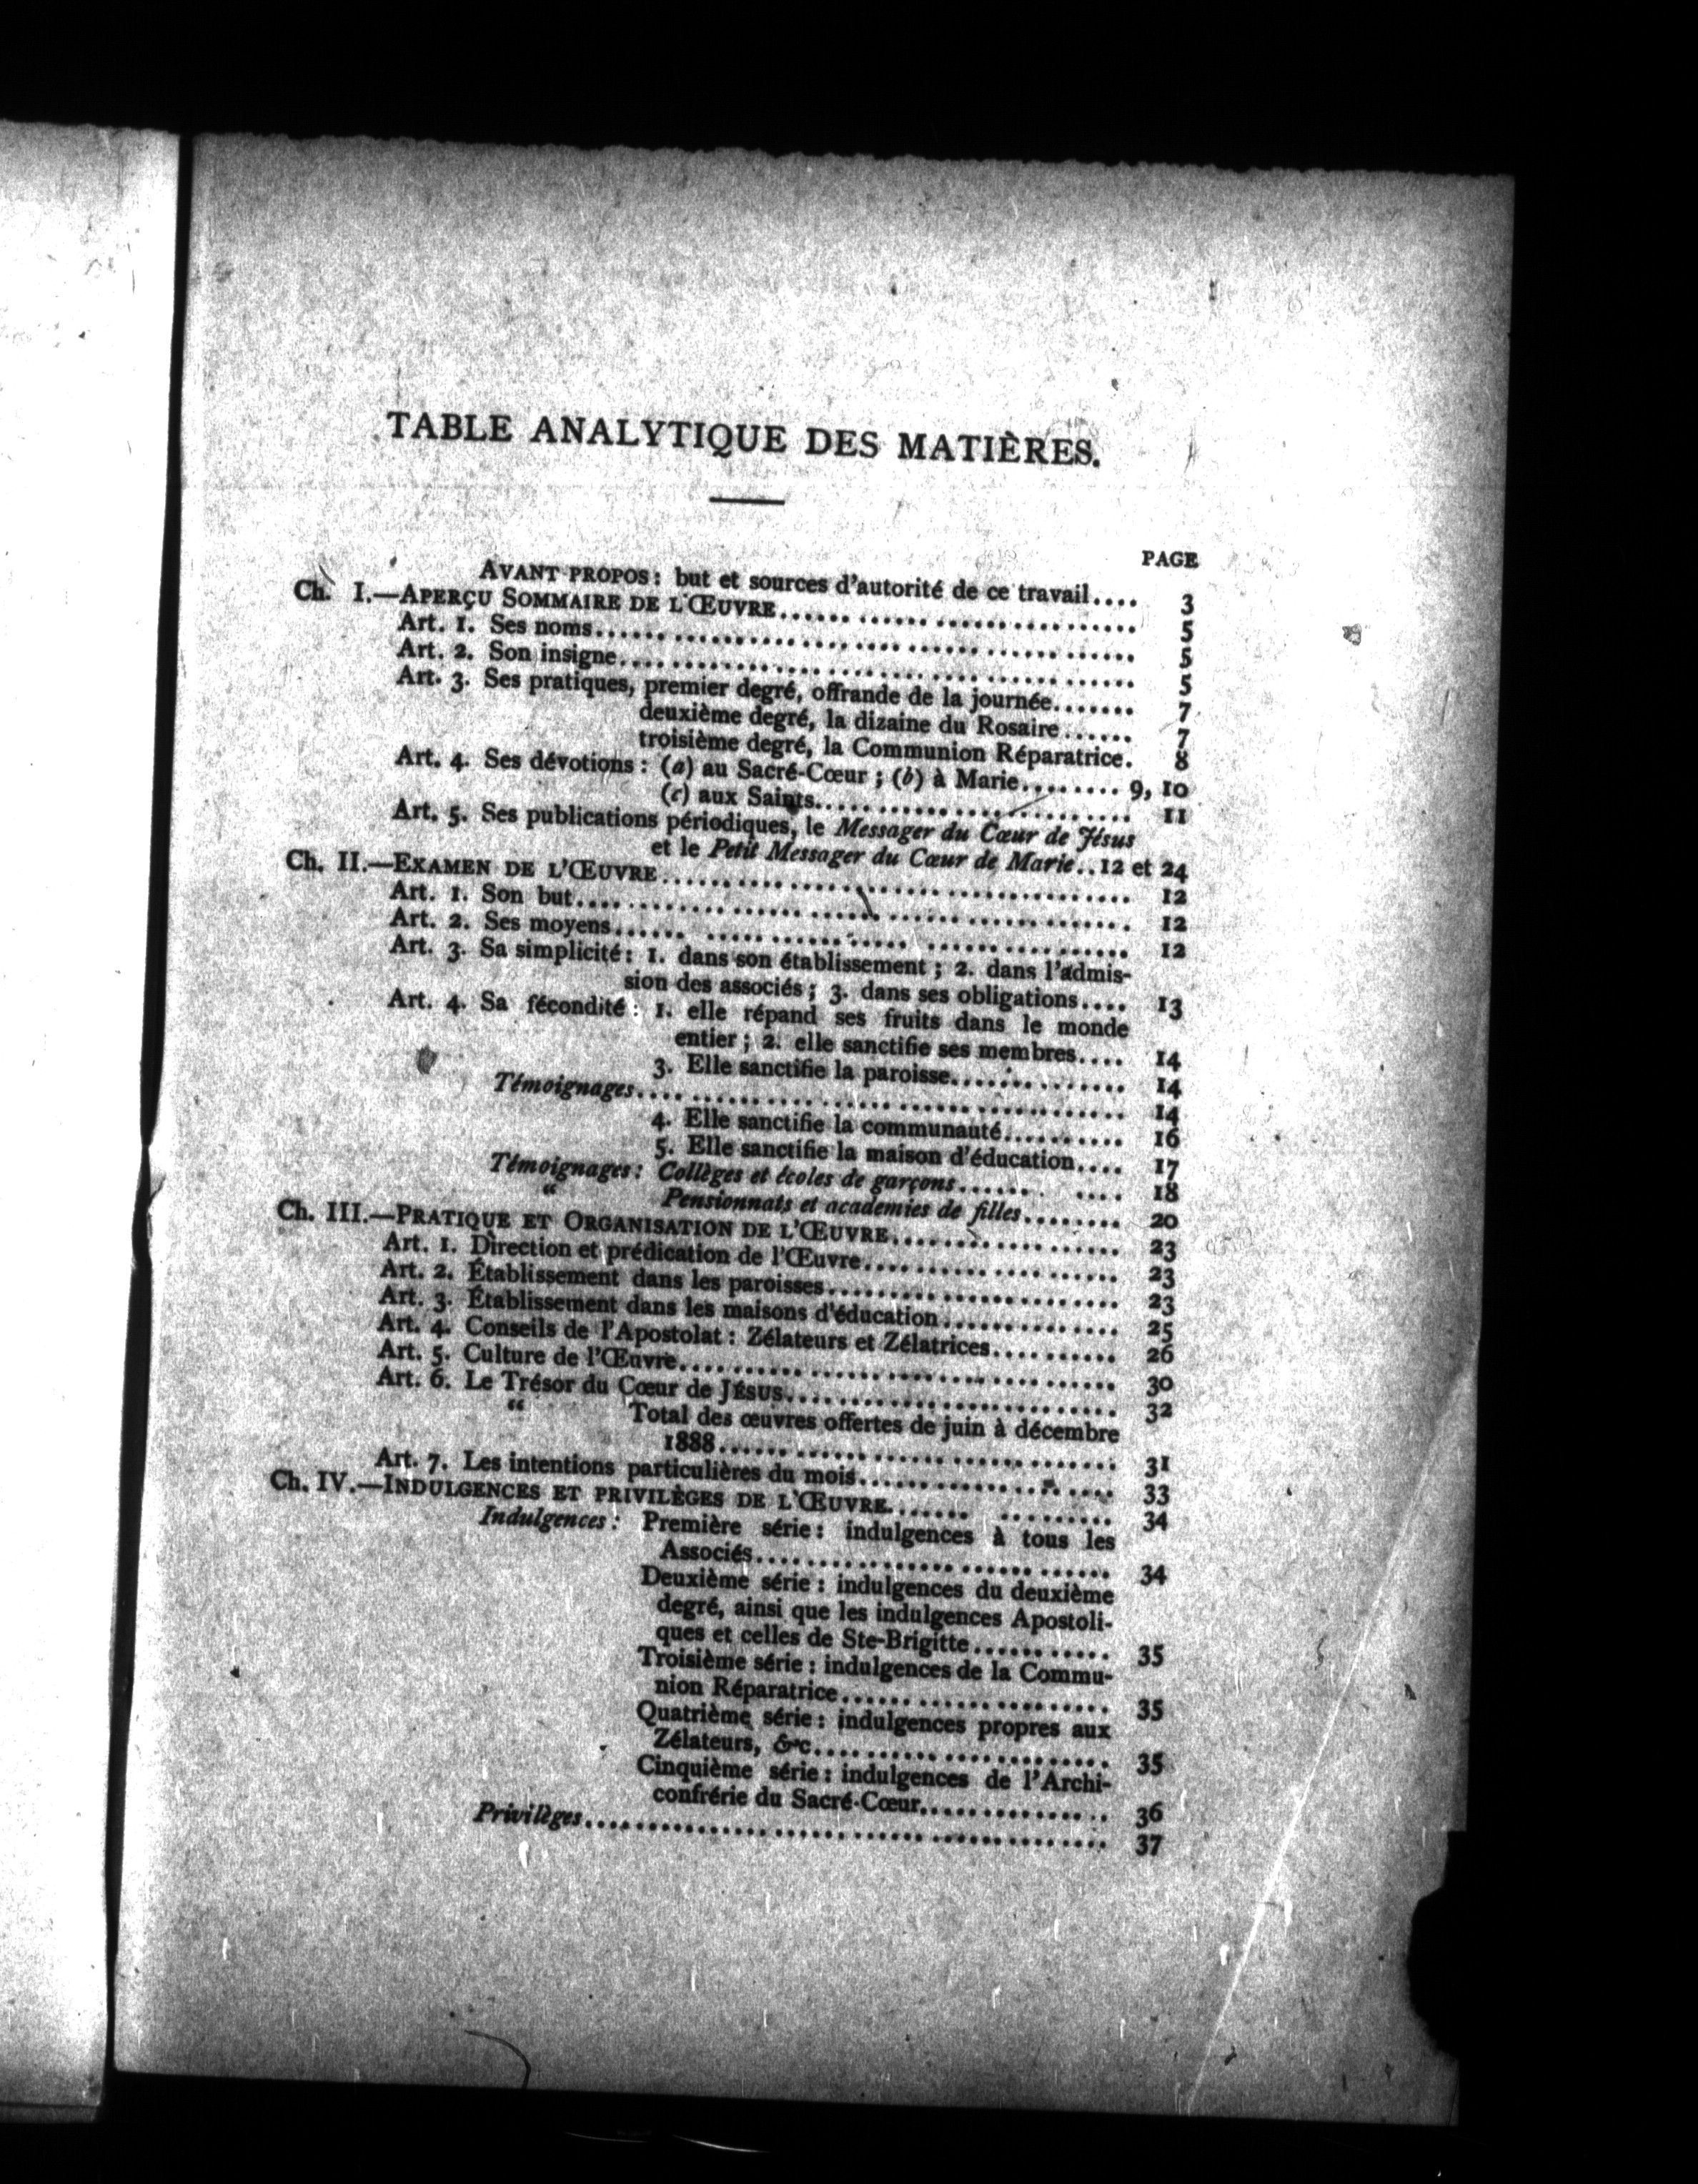 TABLE ANALYTIQUE DES MATIÈRES.
PAGE
AVANT-PROPOS: but et sources d'autorité de ce travail.... 3
Ch. I.—APERÇU SOMMAIRE DE L'ŒUVRE.................... 5
Art. 1. Ses noms.................... 5
Art. 2. Son insigne.................... 5
Art. 3. Ses pratiques, premier degré, offrande de la journée....... 7
deuxième degré, la dizaine du Rosaire...... 7
troisième degré, la Communion Réparatrice. 8
Art. 4. Ses dévotions: (a) au Sacré-Cœur; (b) à Marie........ 9, 10
(c) aux Saints.................... 11
Art. 5. Ses publications périodiques, le Messager du Cœur de Jésus
et le Petit Messager du Cœur de Marie.. 12 et 24
Ch. II.—EXAMEN DE L'ŒUVRE.................... 12
Art. 1. Son but.................... 12
Art. 2. Ses moyens.................... 12
Art. 3. Sa simplicité: 1. dans son établissement; 2. dans l'admis-
sion des associés; 3. dans ses obligations.... 13
Art. 4. Sa fécondité: 1. elle répand ses fruits dans le monde
entier; 2. elle sanctifie ses membres.... 14
3. Elle sanctifie la paroisse.............. 14
Témoignages.................... 14
4. Elle sanctifie la communauté.......... 16
5. Elle sanctifie la maison d'éducation.... 17
Témoignages: Collèges et écoles de garçons....... .... 18
" Pensionnats et academies de filles........ 20
Ch. III.—PRATIQUE ET ORGANISATION DE L'ŒUVRE.................... 23
Art. 1. Direction et prédication de l'Œuvre.................... 23
Art. 2. Établissement dans les paroisses.................... 23
Art. 3. Établissement dans les maisons d'éducation.............. 25
Art. 4. Conseils de l'Apostolat: Zélateurs et Zélatrices.......... 26
Art. 5. Culture de l'Œuvre.................... 30
Art. 6. Le Trésor du Cœur de JÉSUS.................... 32
" Total des œuvres offertes de juin à décembre
1888.................... 31
Art. 7. Les intentions particulières du mois.................... 33
Ch. IV.—INDULGENCES ET PRIVILÈGES DE L'ŒUVRE....... ......... 34
Indulgences: Première série: indulgences à tous les
Associés.................... 34
Deuxième série: indulgences du deuxième
degré, ainsi que les indulgences Apostoli-
ques et celles de Ste-Brigitte........... 35
Troisième série: indulgences de la Commu-
nion Réparatrice.................... 35
Quatrième série: indulgences propres aux
Zélateurs, &c.................... 35
Cinquième série: indulgences de l'Archi-
confrérie du Sacré-Cœur............... 36
Privilèges.................... 37